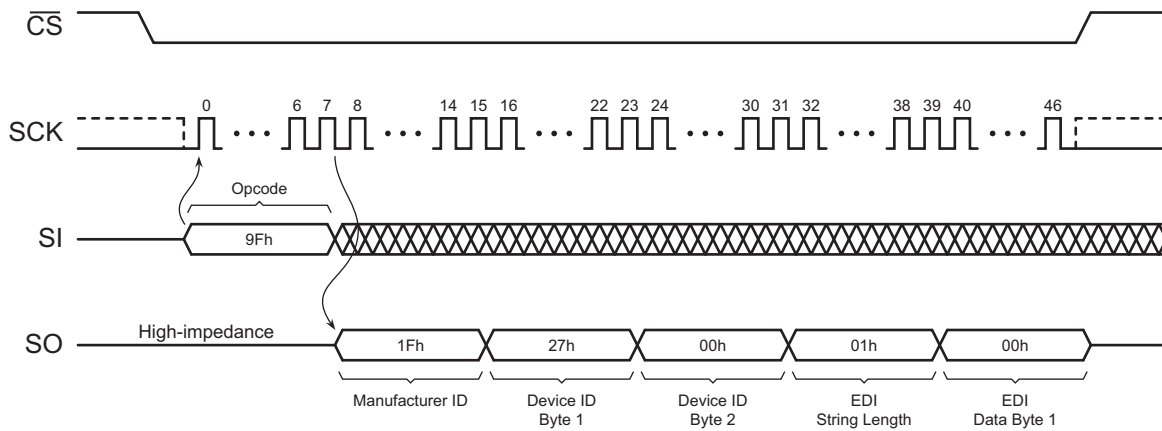 CS
0 6 7 8 14 15 16 22 23 24 30 31 32 38 39 40 46
SCK
Opcode
SI
9Fh
High-impedance
SO
1Fh 27h 00h 01h 00h
Manufacturer ID Device ID Device ID EDI EDI
Byte 1 Byte 2 String Length Data Byte 1